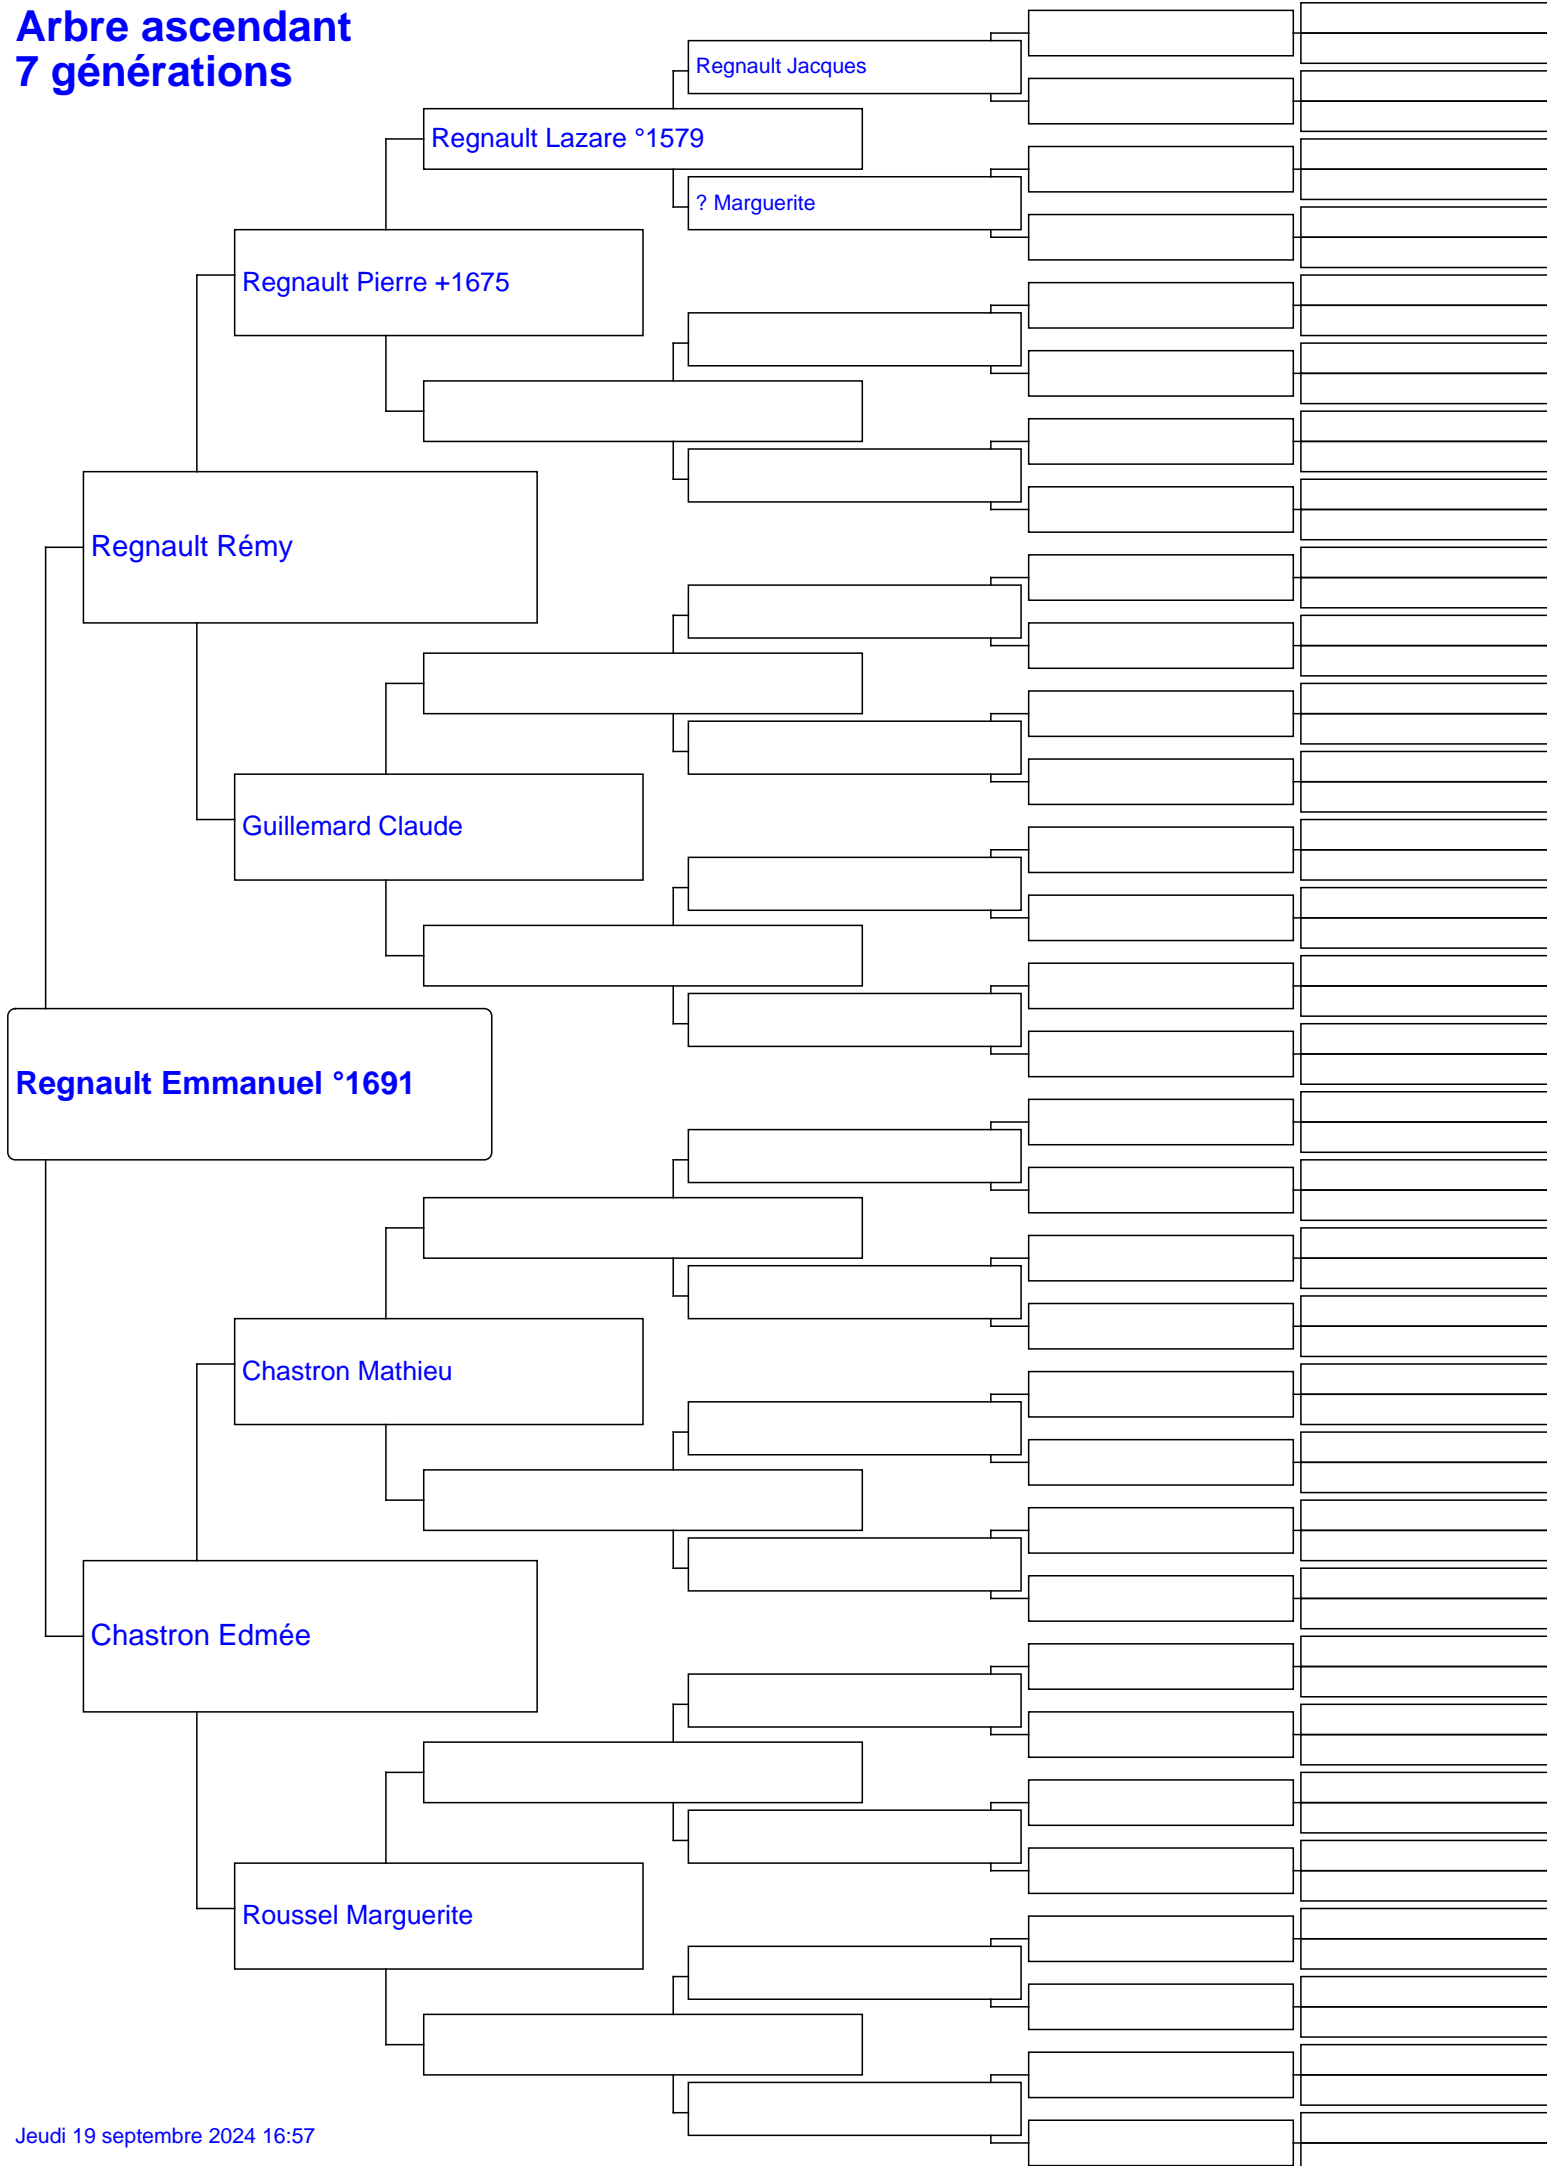 Arbre ascendant
7 générations
Regnault Jacques
Regnault Lazare °1579
? Marguerite
Regnault Pierre +1675
Regnault Rémy
Guillemard Claude
Regnault Emmanuel °1691
Chastron Mathieu
Chastron Edmée
Roussel Marguerite
Jeudi 19 septembre 2024 16:57